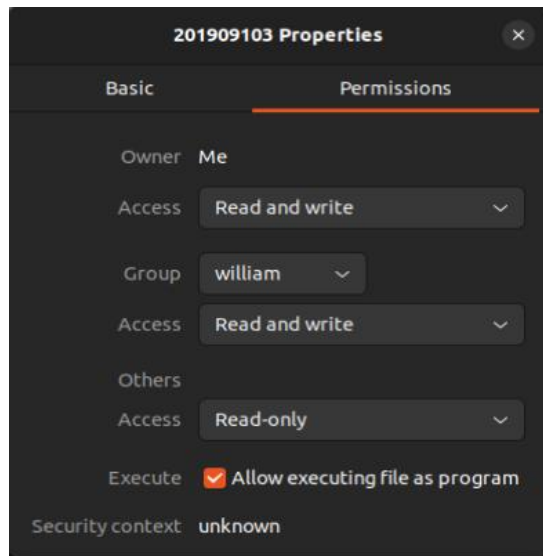 201909103 Properties
Basic Permissions
Owner Me
Access Read and write
Group william
Access Read and write
Others
Access Read-only
Execute Allow executing file as program
Security context unknown